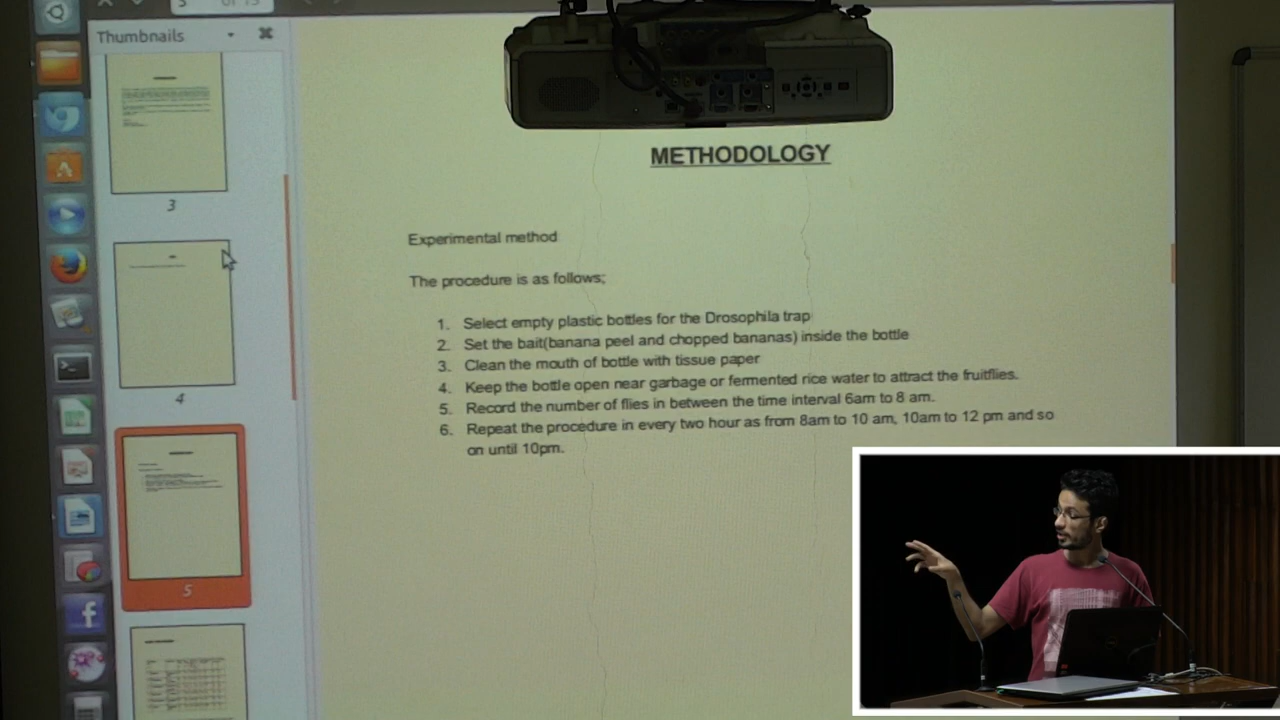 5 of 13
Thumbnails
3
4
5
METHODOLOGY
Experimental method
The procedure is as follows;
1. Select empty plastic bottles for the Drosophila trap
2. Set the bait(banana peel and chopped bananas) inside the bottle
3. Clean the mouth of bottle with tissue paper
4. Keep the bottle open near garbage or fermented rice water to attract the fruitflies.
5. Record the number of flies in between the time interval 6am to 8 am.
6. Repeat the procedure in every two hour as from 8am to 10 am, 10am to 12 pm and so
on until 10pm.